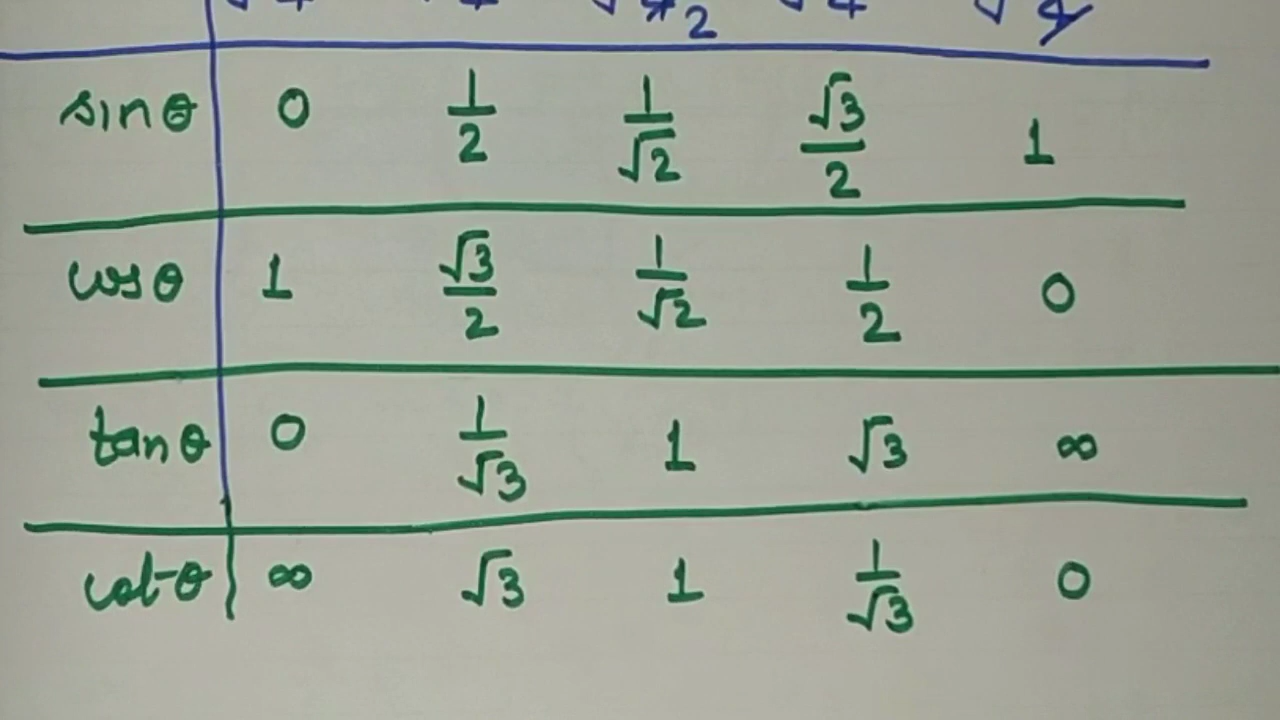 sinθ 0 1/2 1/√2 √3/2 1
cosθ 1 √3/2 1/√2 1/2 0
tanθ 0 1/√3 1 √3 ∞
cotθ ∞ √3 1 1/√3 0